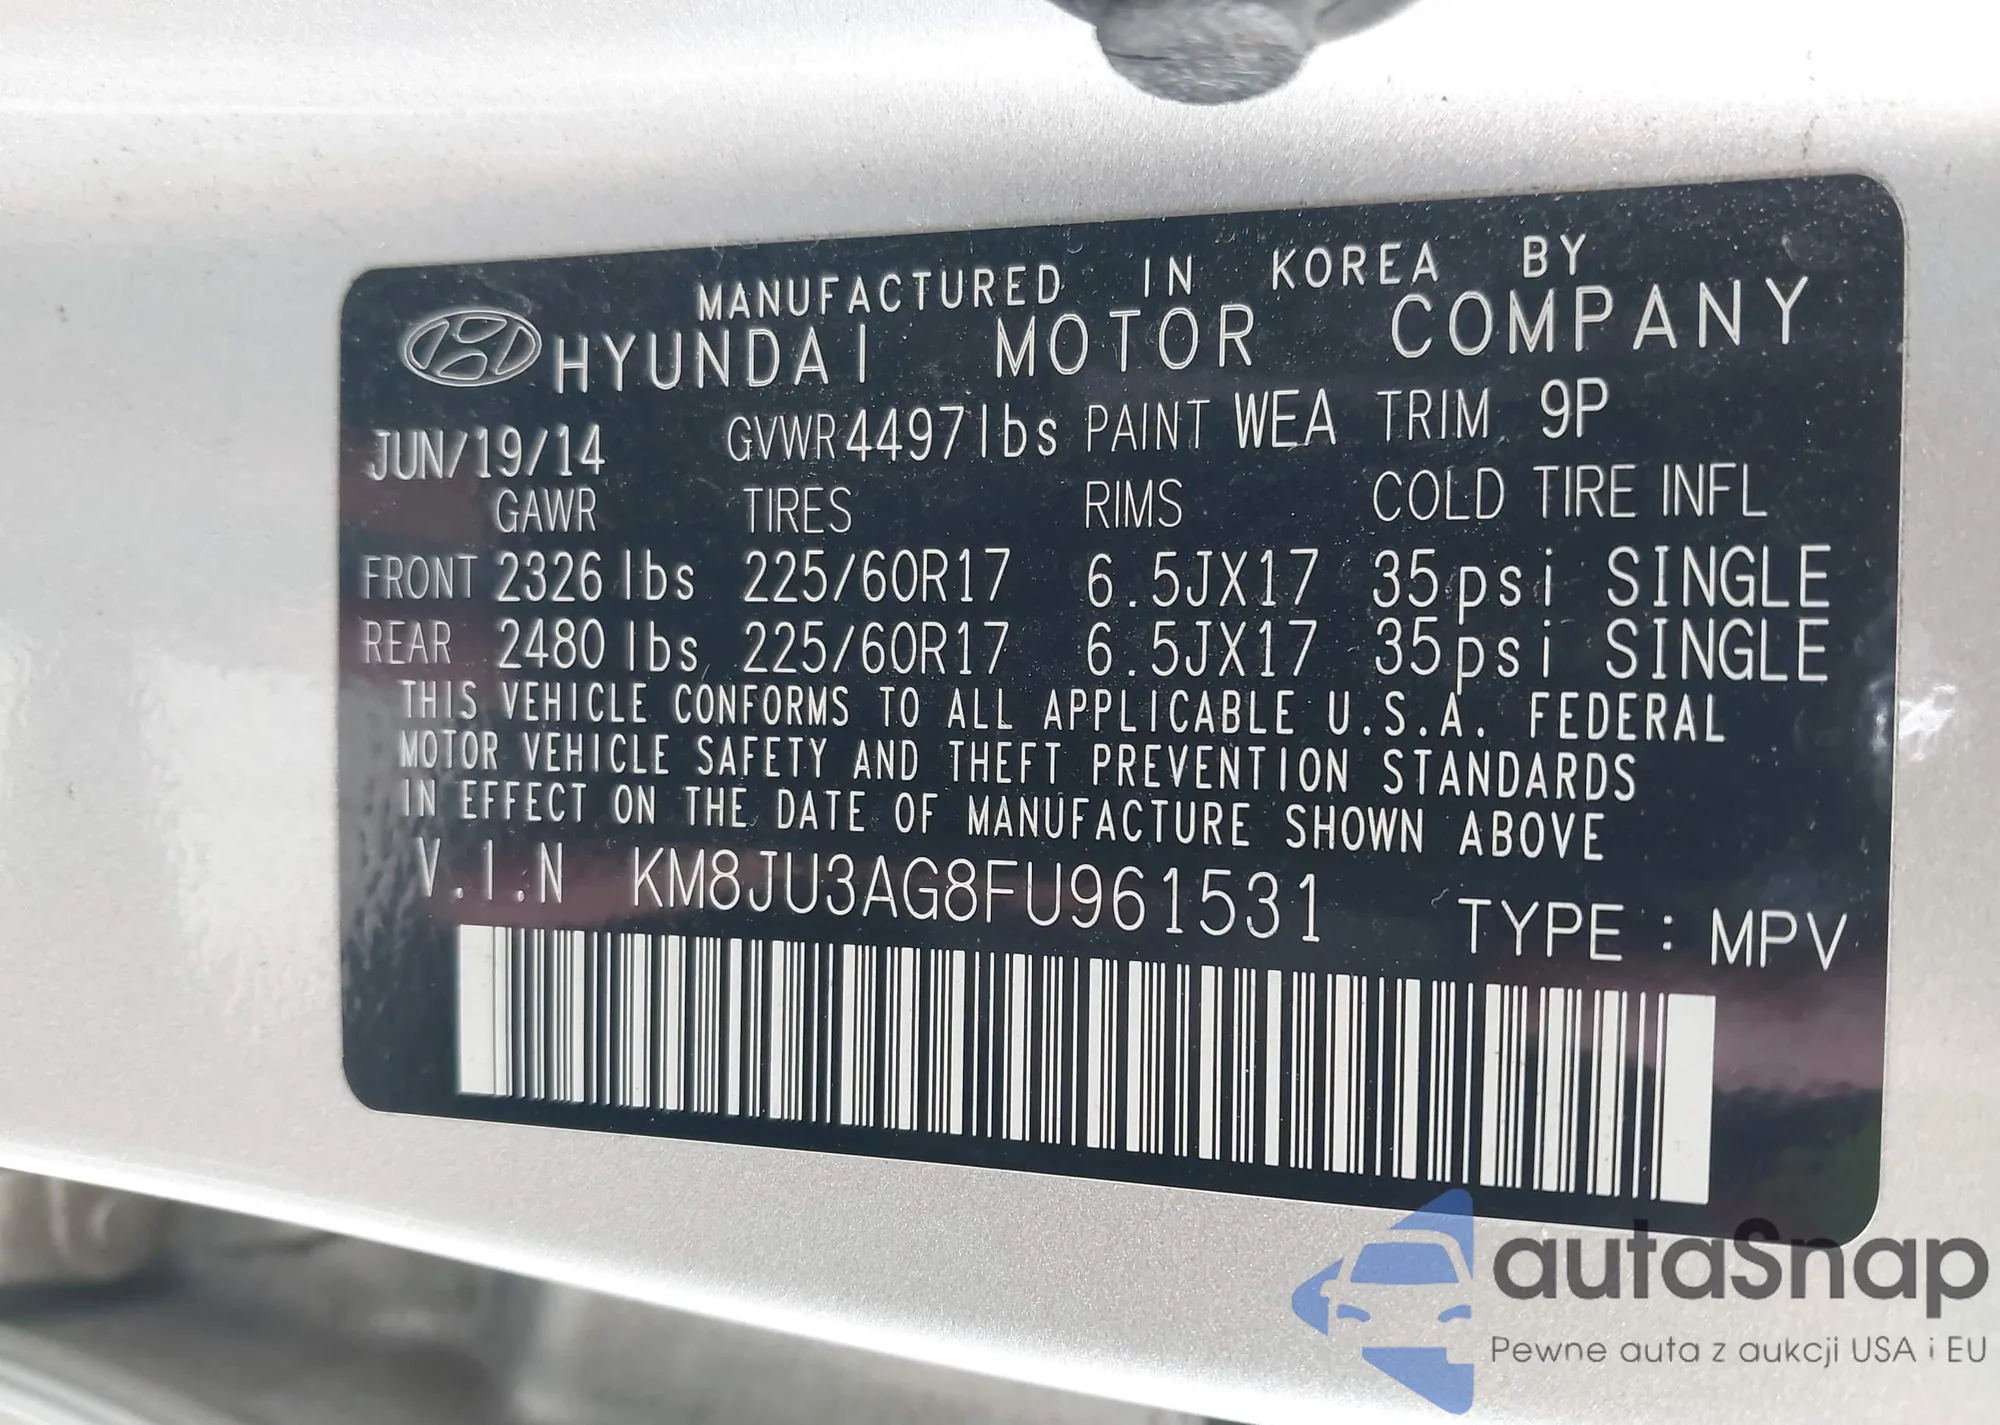 MANUFACTURED IN KOREA BY
HYUNDAI MOTOR COMPANY
JUN/19/14 GVWR 4497lbs PAINT WEA TRIM 9P
GAWR TIRES RIMS COLD TIRE INFL
FRONT 2326lbs 225/60R17 6.5JX17 35psi SINGLE
REAR 2480lbs 225/60R17 6.5JX17 35psi SINGLE
THIS VEHICLE CONFORMS TO ALL APPLICABLE U.S.A. FEDERAL
MOTOR VEHICLE SAFETY AND THEFT PREVENTION STANDARDS
IN EFFECT ON THE DATE OF MANUFACTURE SHOWN ABOVE
V.I.N KM8JU3AG8FU961531 TYPE : MPV
autaSnap
Pewne auta z aukcji USA i EU